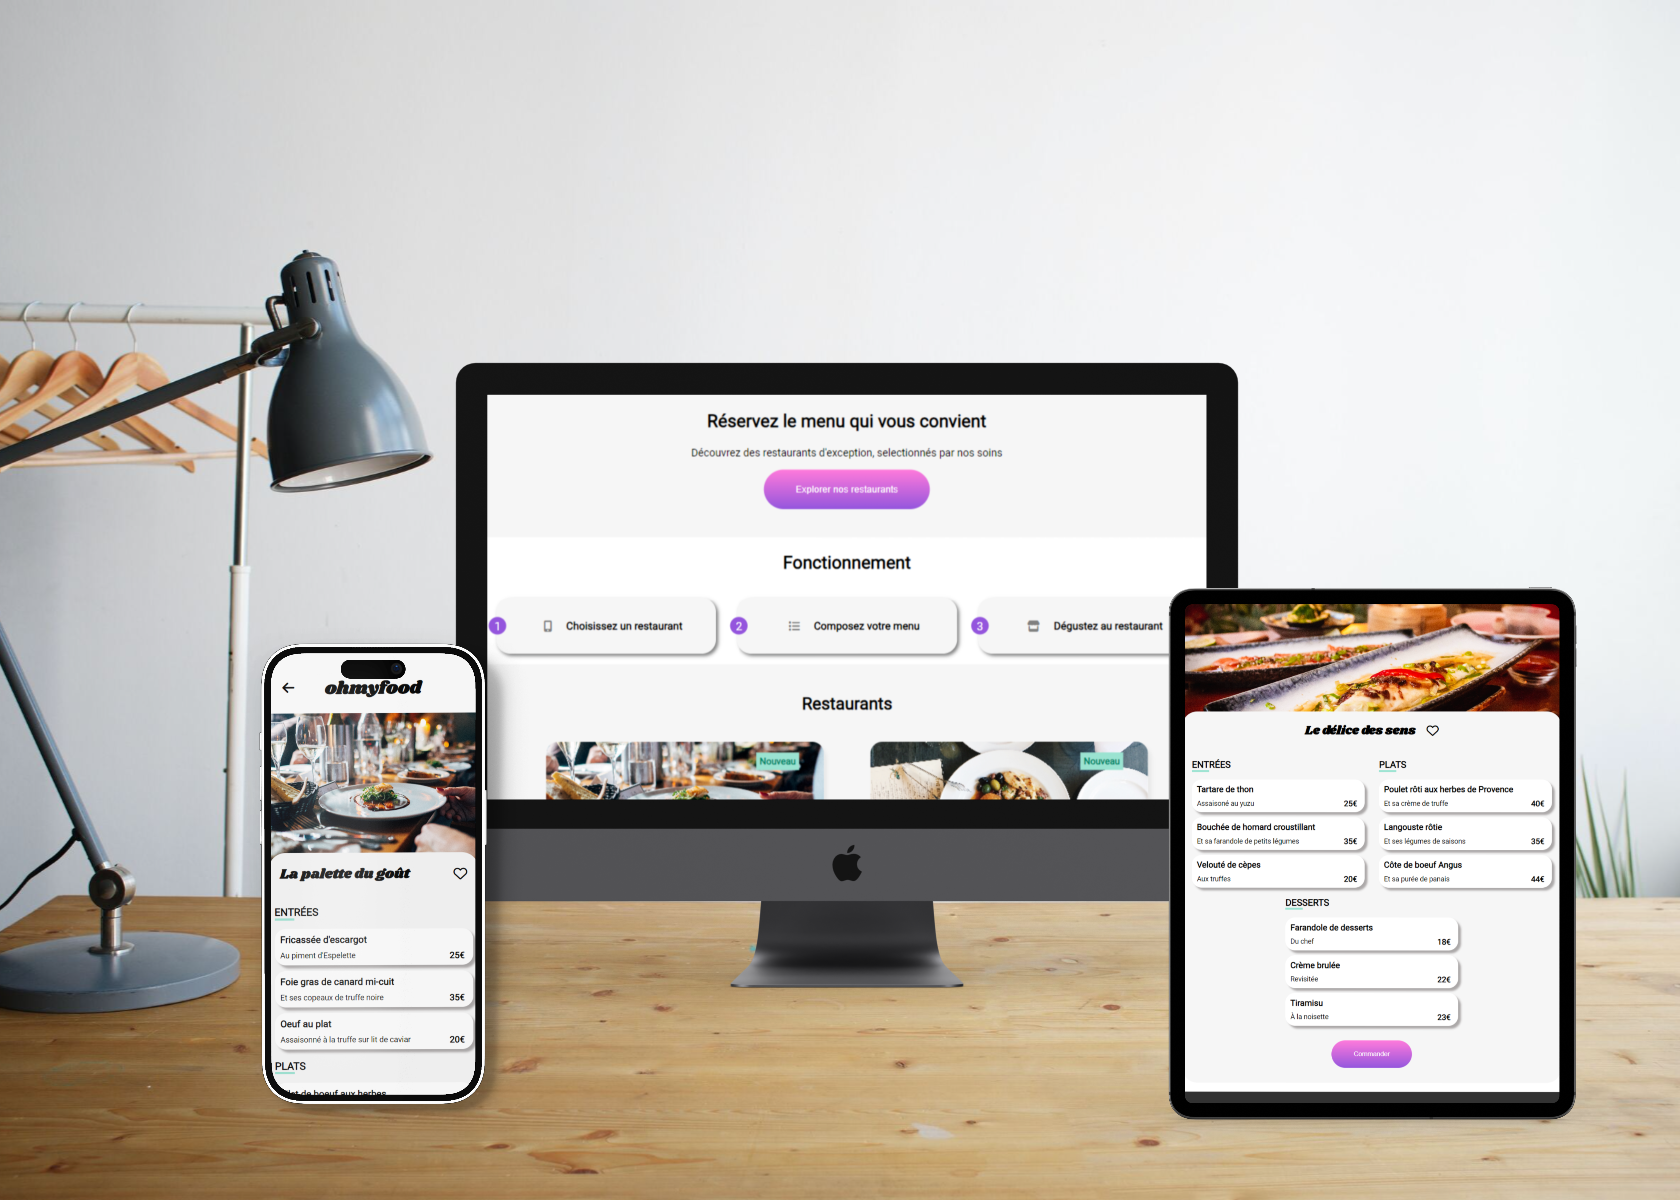 Réservez le menu qui vous convient
Découvrez des restaurants d'exception, selectionnés par nos soins
Explorer nos restaurants
Fonctionnement
1 Choisissez un restaurant
2 Composez votre menu
3 Dégustez au restaurant
Restaurants
Nouveau
Nouveau
ohmyfood
La palette du goût
ENTRÉES
Fricassée d'escargot
Au piment d'Espelette 25€
Foie gras de canard mi-cuit
Et ses copeaux de truffe noire 35€
Oeuf au plat
Assaisonné à la truffe sur lit de caviar 20€
PLATS
de boeuf aux herbes
Le délice des sens
ENTRÉES
Tartare de thon
Assaisoné au yuzu 25€
Bouchée de homard croustillant
Et sa farandole de petits légumes 35€
Velouté de cèpes
Aux truffes 20€
PLATS
Poulet rôti aux herbes de Provence
Et sa crème de truffe 40€
Langouste rôtie
Et ses légumes de saisons 35€
Côte de boeuf Angus
Et sa purée de panais 44€
DESSERTS
Farandole de desserts
Du chef 18€
Crème brulée
Revisitée 22€
Tiramisu
À la noisette 23€
Commander